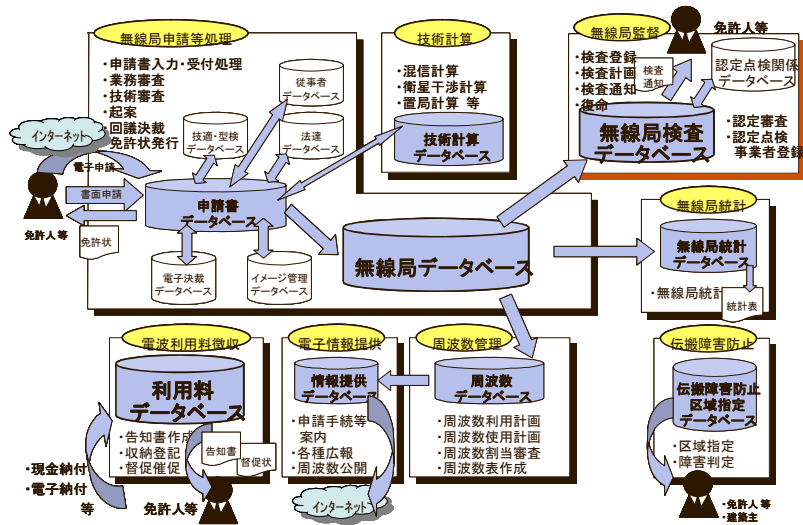 無線局申請等処理
・申請書入力・受付処理
・業務審査
・技術審査
・起案
・回議決裁
免許状発行
従事者
データベース
技適・型検
データベース
法達
データベース
インターネット
電子申請
書面申請
免許人等
免許状
申請書
データベース
電子決裁
データベース
イメージ管理
データベース
技術計算
・混信計算
・衛星干渉計算
・置局計算 等
技術計算
データベース
無線局データベース
無線局監督
免許人等
・検査登録
・検査計画
・検査通知
・復命
検査
通知
認定点検関係
データベース
無線局検査
データベース
・認定審査
・認定点検
事業者登録
無線局統計
無線局統計
データベース
・無線局統計
統計表
電波利用料徴収
利用料
データベース
・告知書作成
・収納登記
・督促催促
告知書
督促状
・現金納付
・電子納付
等
免許人等
電子情報提供
情報提供
データベース
・申請手続等
案内
・各種広報
・周波数公開
インターネット
周波数管理
周波数
データベース
・周波数利用計画
・周波数使用計画
・周波数割当審査
・周波数表作成
伝搬障害防止
伝搬障害防止
区域指定
データベース
・区域指定
・障害判定
・免許人等
・建築主